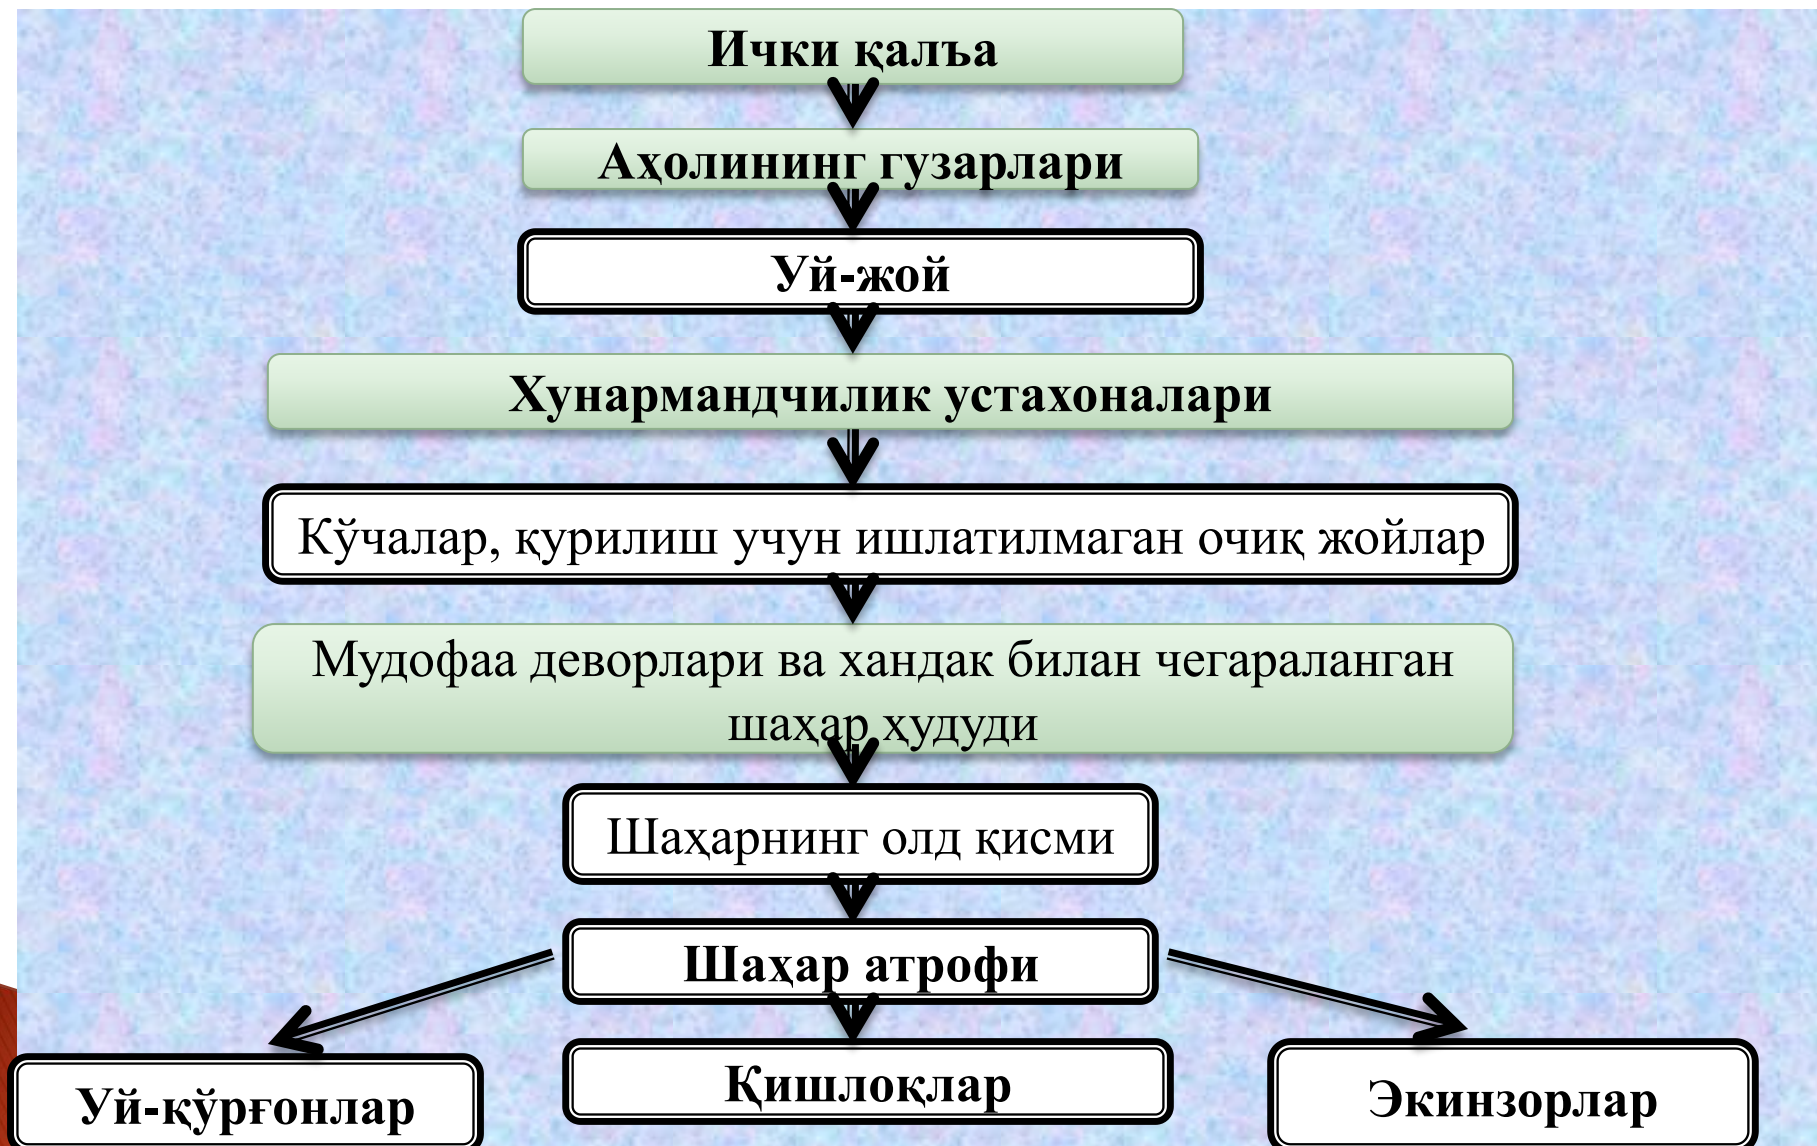 Ички қалъа
Аҳолининг гузарлари
Уй-жой
Хунармандчилик устахоналари
Кўчалар, қурилиш учун ишлатилмаган очиқ жойлар
Мудофаа деворлари ва хандак билан чегараланган
шаҳар ҳудуди
Шаҳарнинг олд қисми
Шаҳар атрофи
Уй-қўрғонлар
Қишлоқлар
Экинзорлар